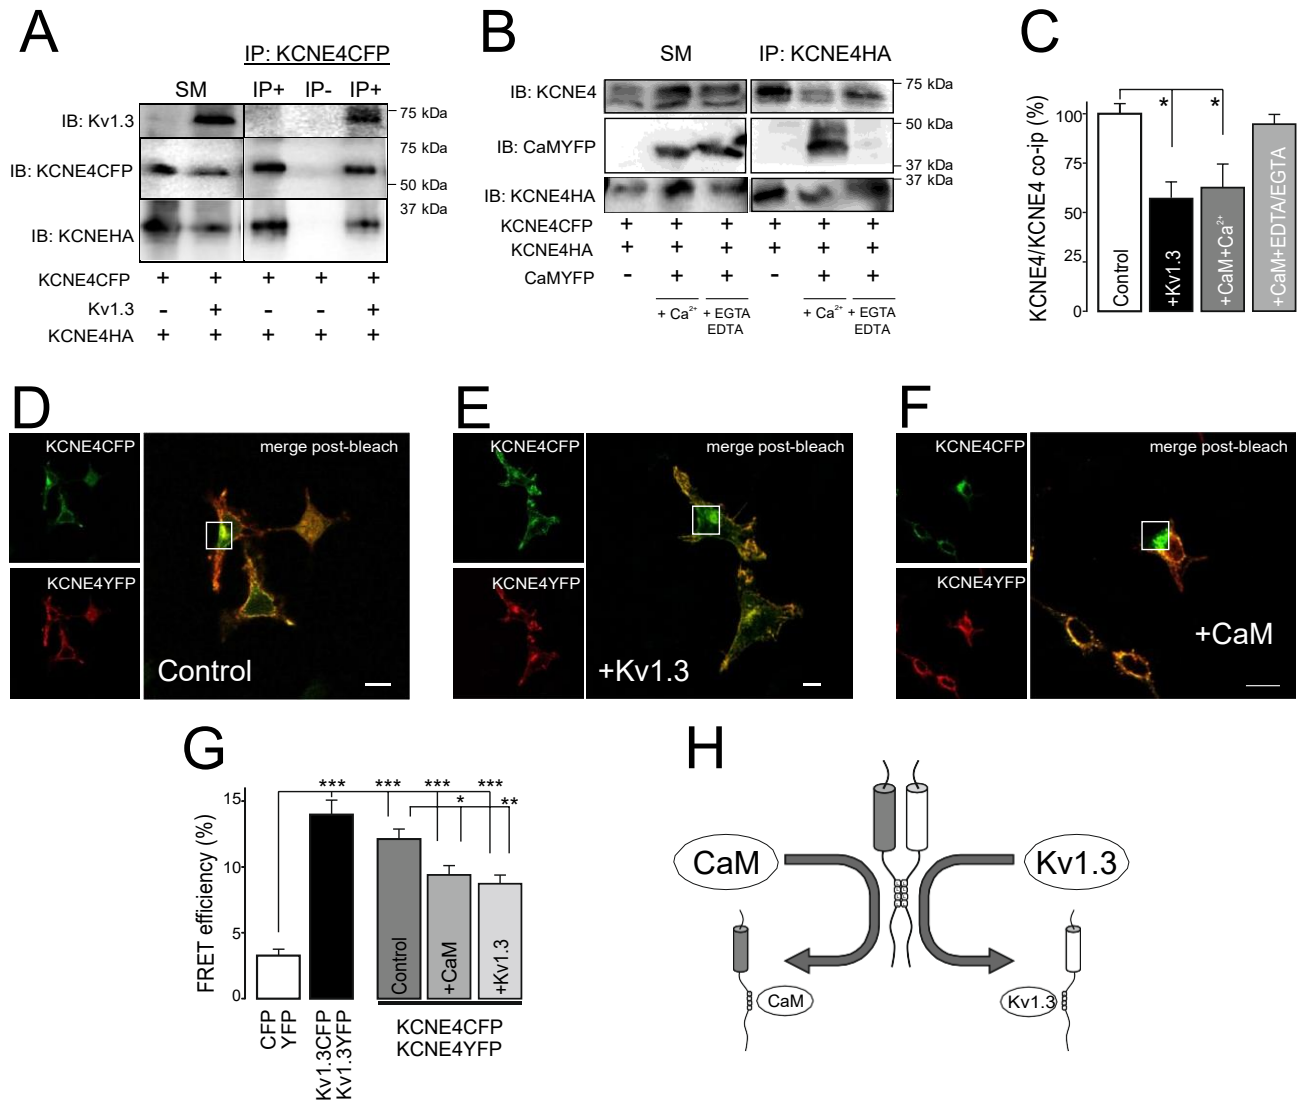 A
IP: KCNE4CFP
SM IP+ IP- IP+
IB: Kv1.3
75 kDa
IB: KCNE4CFP
75 kDa
50 kDa
IB: KCNEHA
37 kDa
KCNE4CFP + + + + +
Kv1.3 - + - - +
KCNE4HA + + + + +
B
SM IP: KCNE4HA
IB: KCNE4
75 kDa
IB: CaMYFP
50 kDa
37 kDa
IB: KCNE4HA
37 kDa
KCNE4CFP + + + + + +
KCNE4HA + + + + + +
CaMYFP - + + - + +
+ Ca²⁺ + EGTA + Ca²⁺ + EGTA
EDTA EDTA
C
KCNE4/KCNE4 co-ip (%)
100
75
50
25
0
* *
Control
+Kv1.3
+CaM+Ca²⁺
+CaM+EDTA/EGTA
D
KCNE4CFP
KCNE4YFP
merge post-bleach
Control
E
KCNE4CFP
KCNE4YFP
merge post-bleach
+Kv1.3
F
KCNE4CFP
KCNE4YFP
merge post-bleach
+CaM
G
FRET efficiency (%)
15
10
5
0
*** *** *** ***
* **
Control
+CaM
+Kv1.3
CFP
YFP
Kv1.3CFP
Kv1.3YFP
KCNE4CFP
KCNE4YFP
H
CaM
Kv1.3
CaM
Kv1.3